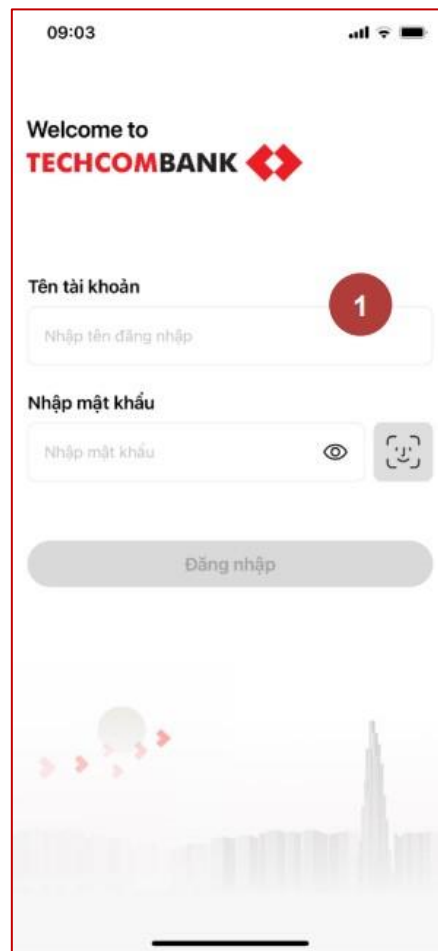 09:03
Welcome to
TECHCOMBANK
Tên tài khoản
1
Nhập tên đăng nhập
Nhập mật khẩu
Nhập mật khẩu
Đăng nhập